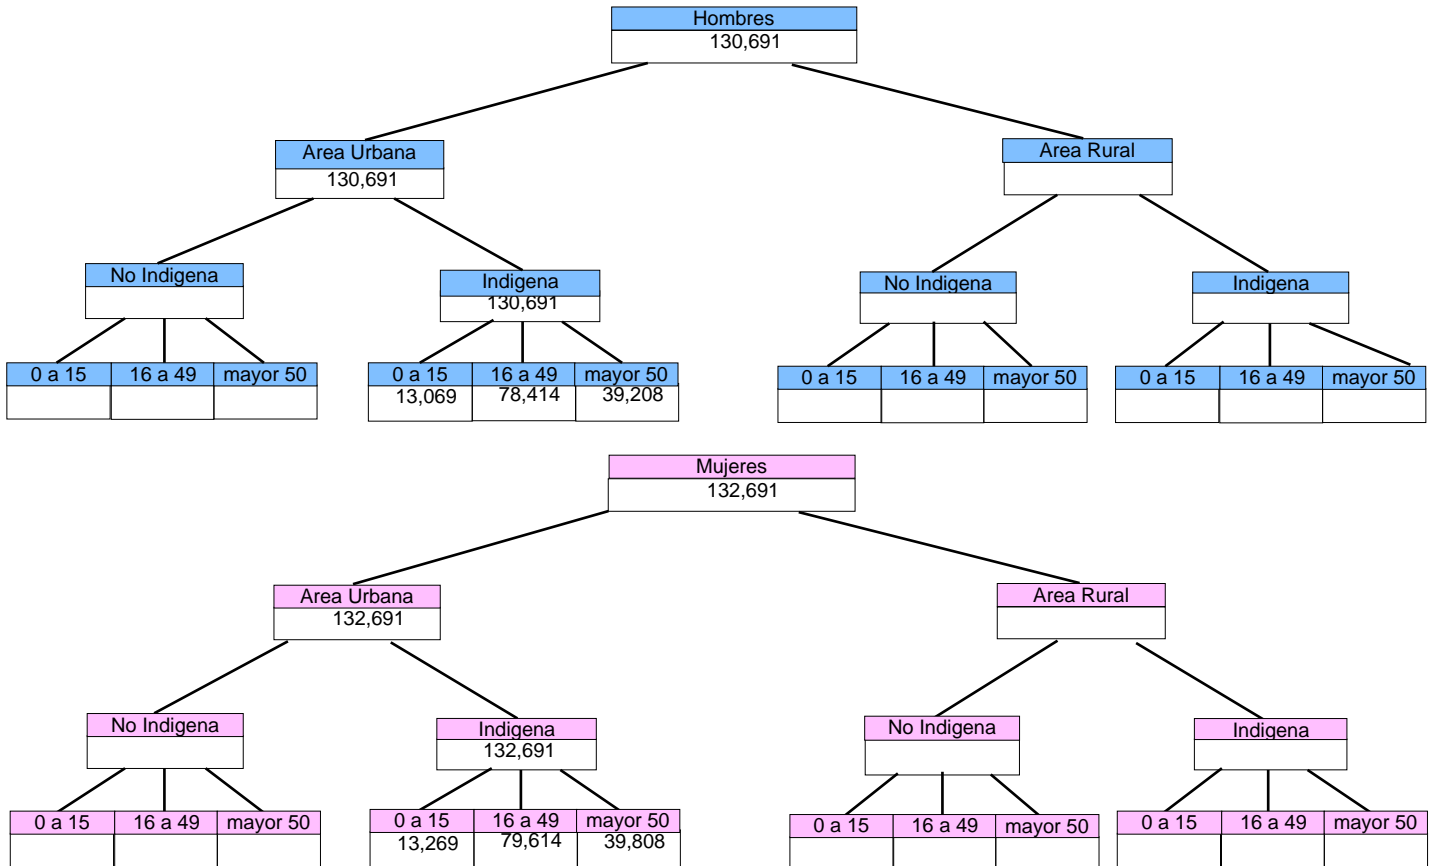 Hombres
130,691
Area Urbana
130,691
Area Rural
No Indigena
Indigena
130,691
No Indigena
Indigena
0 a 15 16 a 49 mayor 50
0 a 15 16 a 49 mayor 50
13,069 78,414 39,208
0 a 15 16 a 49 mayor 50
0 a 15 16 a 49 mayor 50
Mujeres
132,691
Area Urbana
132,691
Area Rural
No Indigena
Indigena
132,691
No Indigena
Indigena
0 a 15 16 a 49 mayor 50
0 a 15 16 a 49 mayor 50
13,269 79,614 39,808
0 a 15 16 a 49 mayor 50
0 a 15 16 a 49 mayor 50